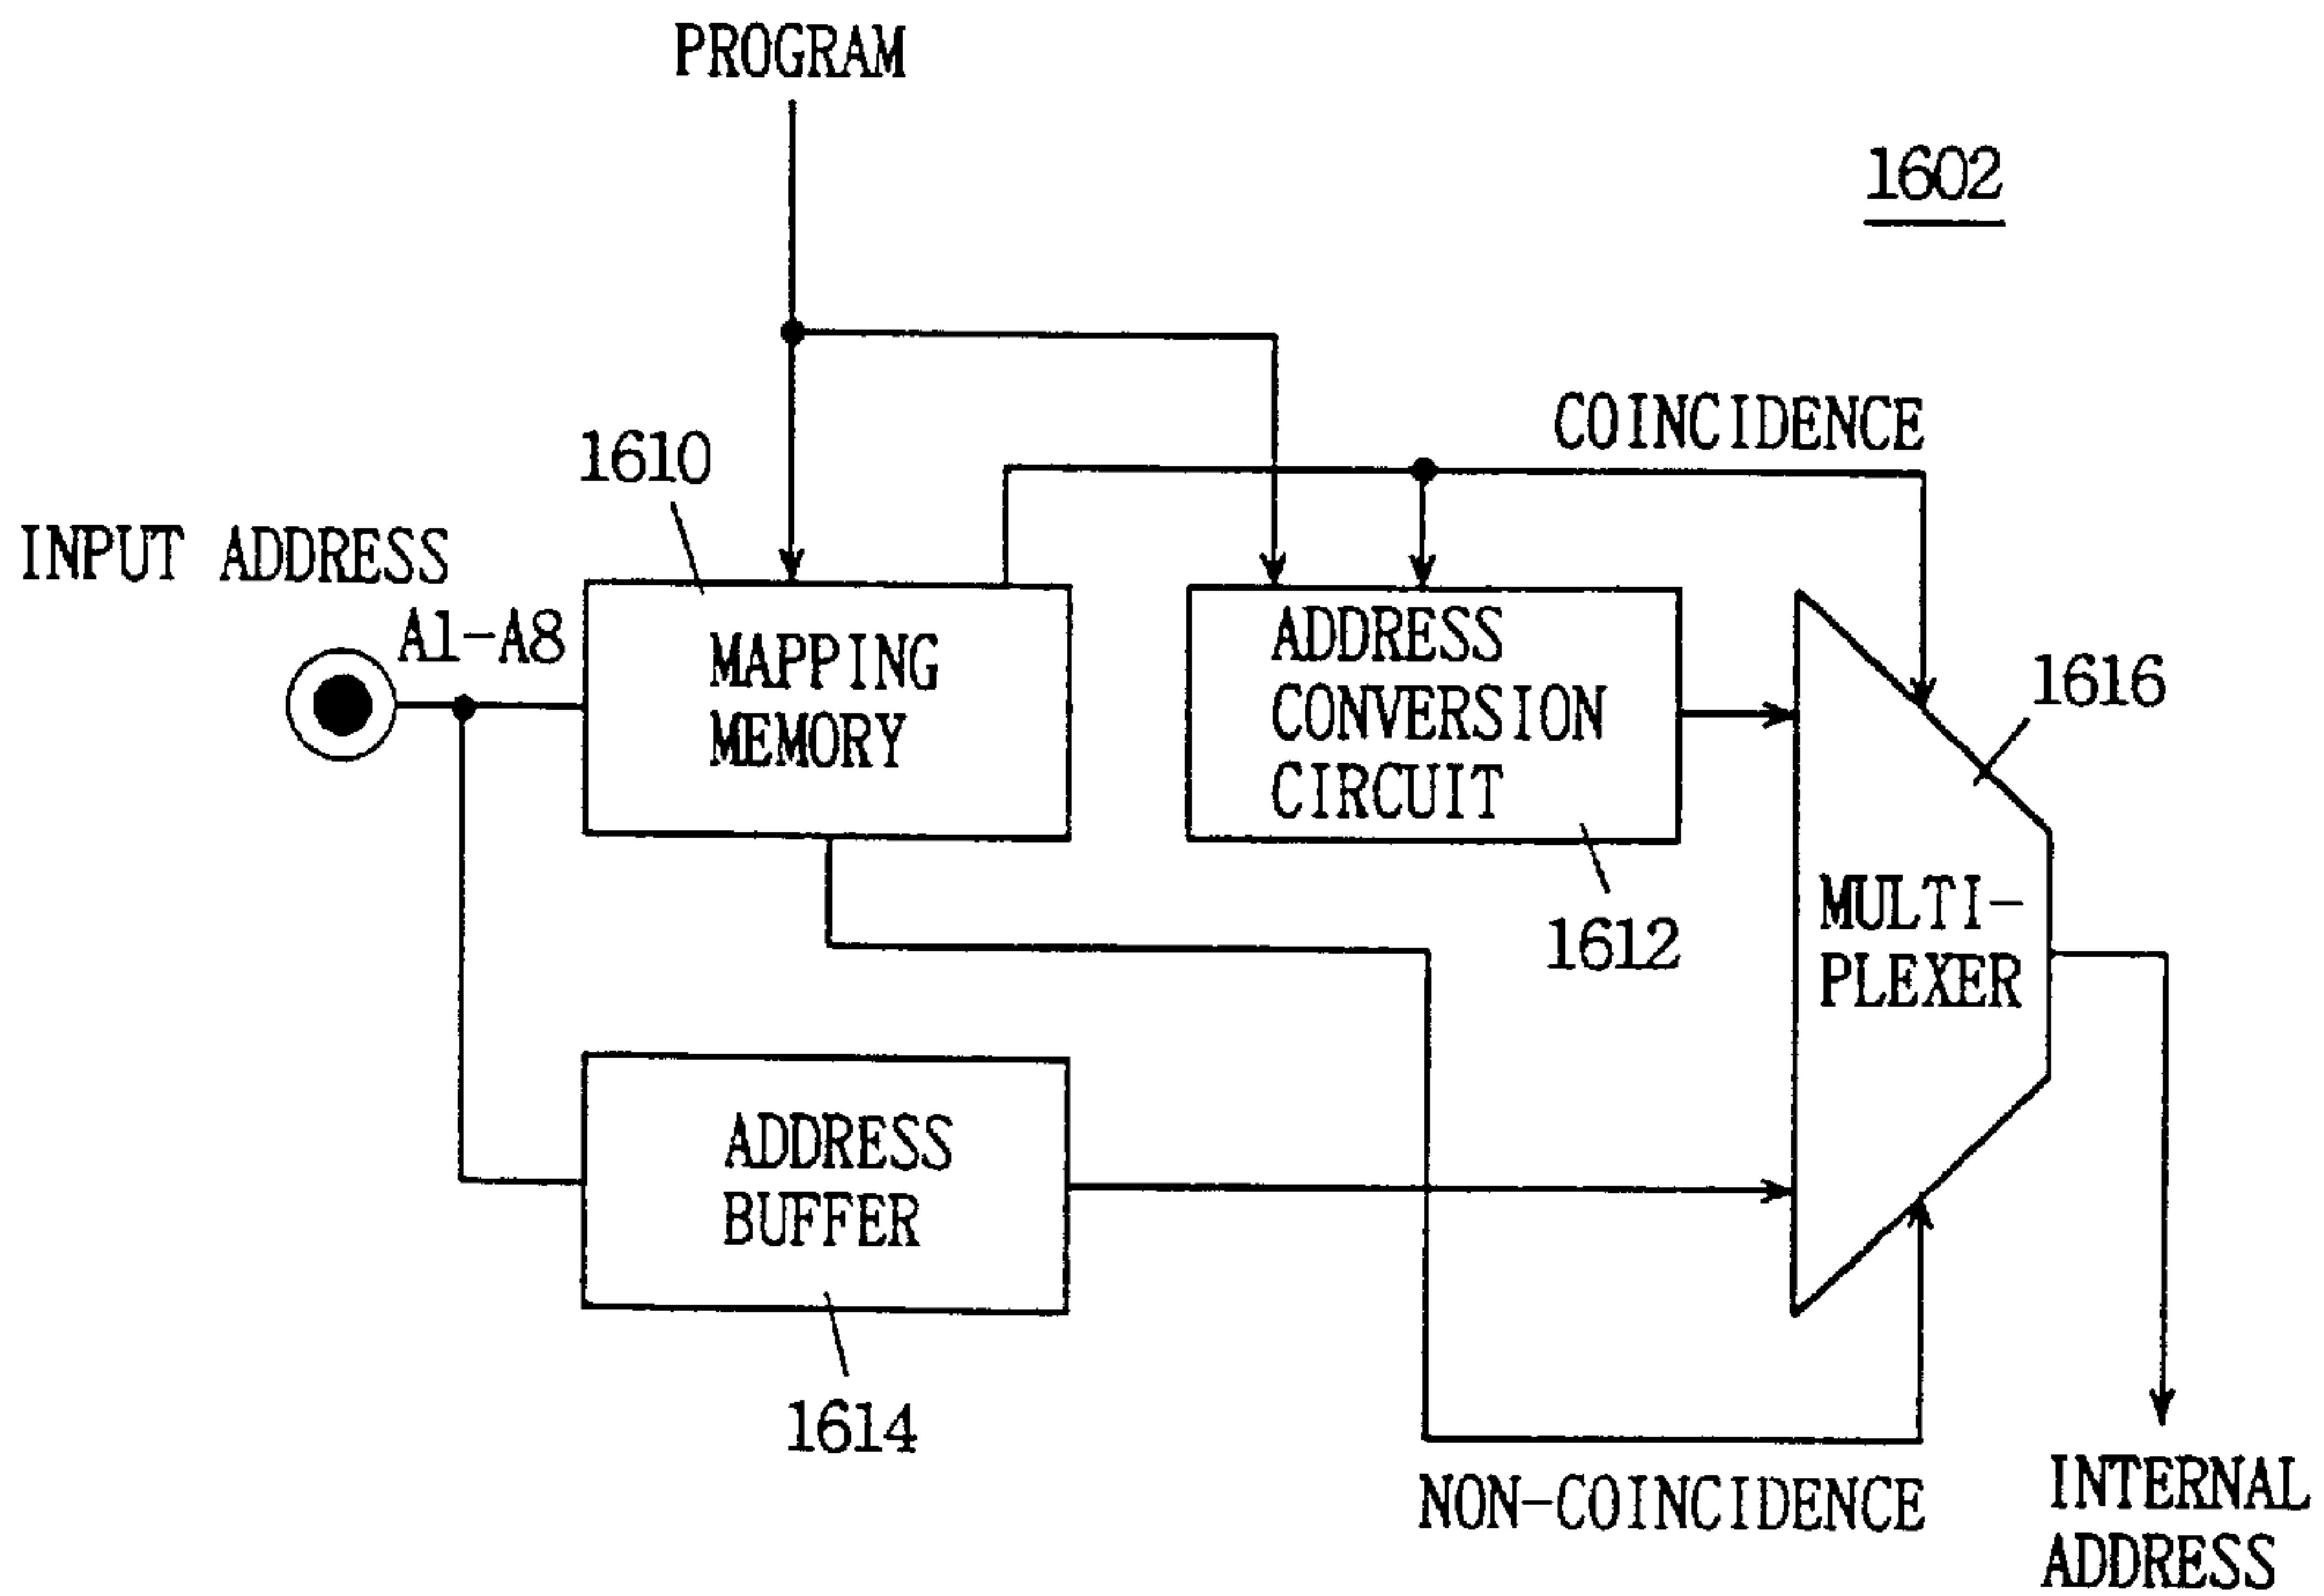 PROGRAM
1602
COINCIDENCE
1610
INPUT ADDRESS
A1-A8
MAPPING
MEMORY
ADDRESS
CONVERSION
CIRCUIT
1616
1612
MULTI-
PLEXER
ADDRESS
BUFFER
1614
NON-COINCIDENCE
INTERNAL
ADDRESS